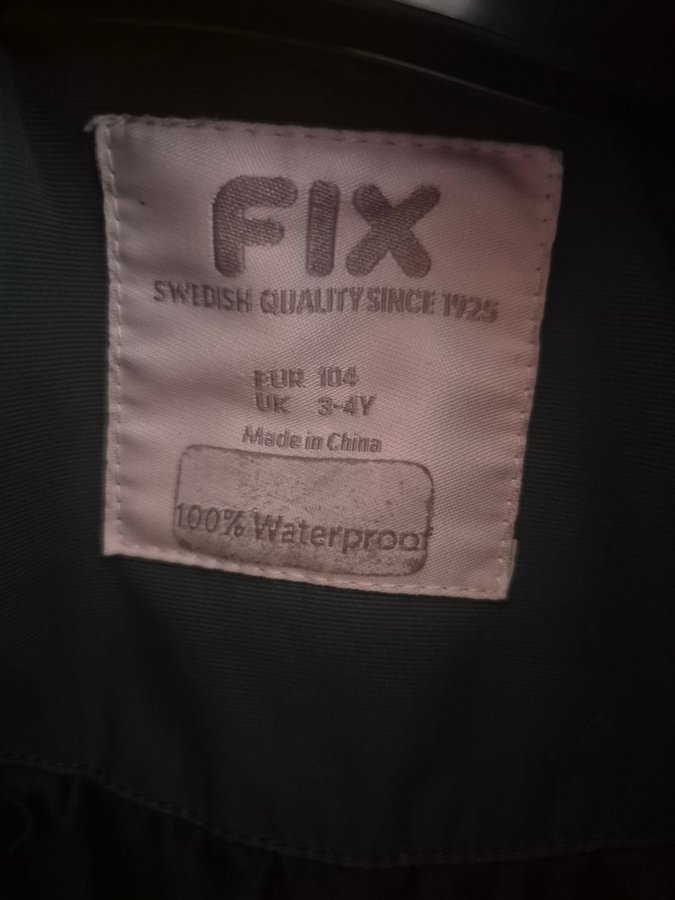 FIX
SWEDISH QUALITY SINCE 1925
EUR 104
UK 3-4Y
Made in China
100% Waterproof